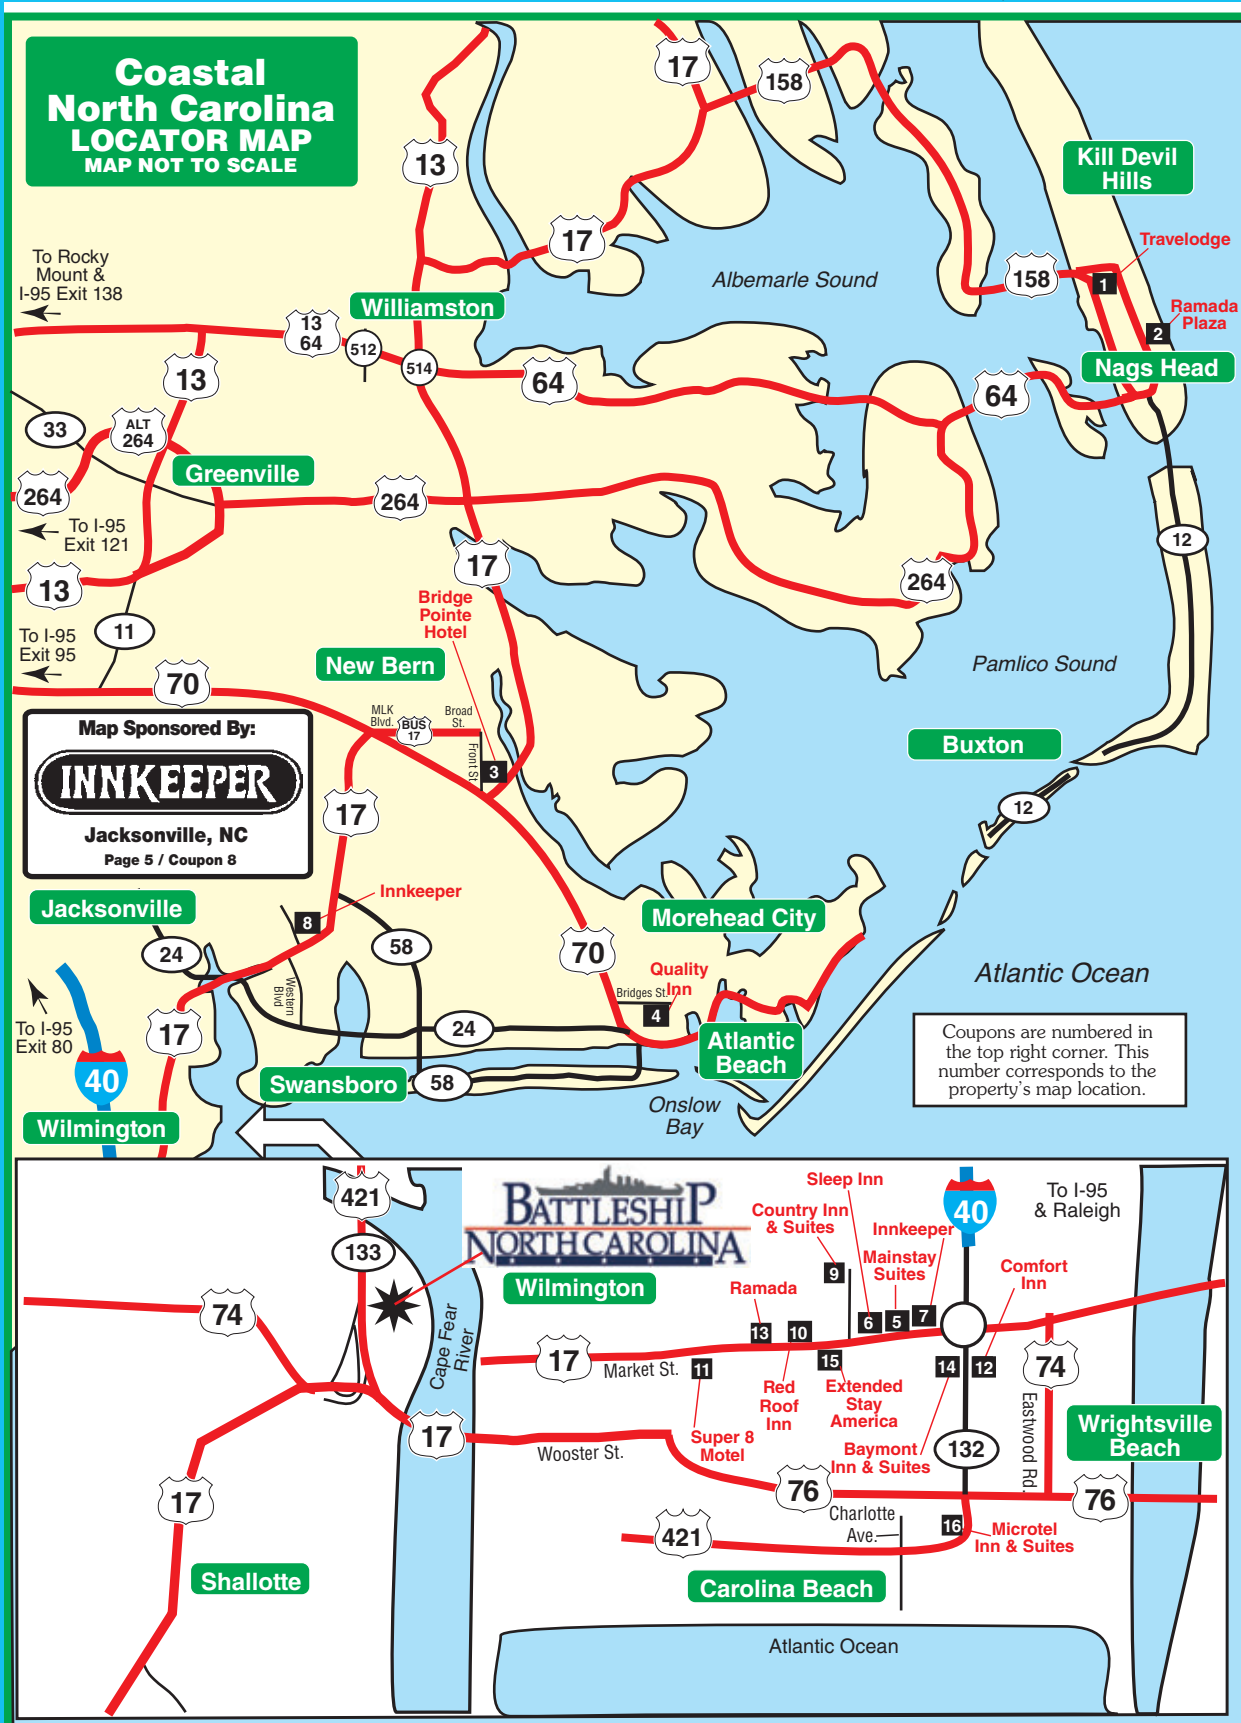 Coastal
North Carolina
LOCATOR MAP
MAP NOT TO SCALE
17
158
13
Kill Devil
Hills
17
Travelodge
To Rocky
Mount &
I-95 Exit 138
Albemarle Sound
158
1
Williamston
Ramada
Plaza
2
13
64
512
514
Nags Head
13
64
64
ALT
264
33
Greenville
264
264
To I-95
Exit 121
12
17
13
264
Bridge
Pointe
Hotel
11
To I-95
Exit 95
New Bern
Pamlico Sound
70
MLK
Blvd.
BUS
17
Broad
St.
Front St.
3
Map Sponsored By:
INNKEEPER
Jacksonville, NC
Page 5 / Coupon 8
Buxton
12
17
Innkeeper
Jacksonville
8
Morehead City
24
58
70
Western
Blvd
Quality
Inn
Bridges St.
4
Atlantic Ocean
To I-95
Exit 80
17
24
Atlantic
Beach
Coupons are numbered in
the top right corner. This
number corresponds to the
property's map location.
40
Swansboro
58
Onslow
Bay
Wilmington
421
133
BATTLESHIP
NORTH CAROLINA
Sleep Inn
Country Inn
& Suites
Innkeeper
Mainstay
Suites
40
To I-95
& Raleigh
Comfort
Inn
Wilmington
9
Ramada
74
Cape Fear
River
13
10
6
5
7
17
Market St.
11
15
14
12
74
Red
Roof
Inn
Extended
Stay
America
Eastwood Rd.
Wrightsville
Beach
17
Super 8
Motel
Baymont
Inn & Suites
132
Wooster St.
17
76
76
Charlotte
Ave.
421
16
Microtel
Inn & Suites
Shallotte
Carolina Beach
Atlantic Ocean